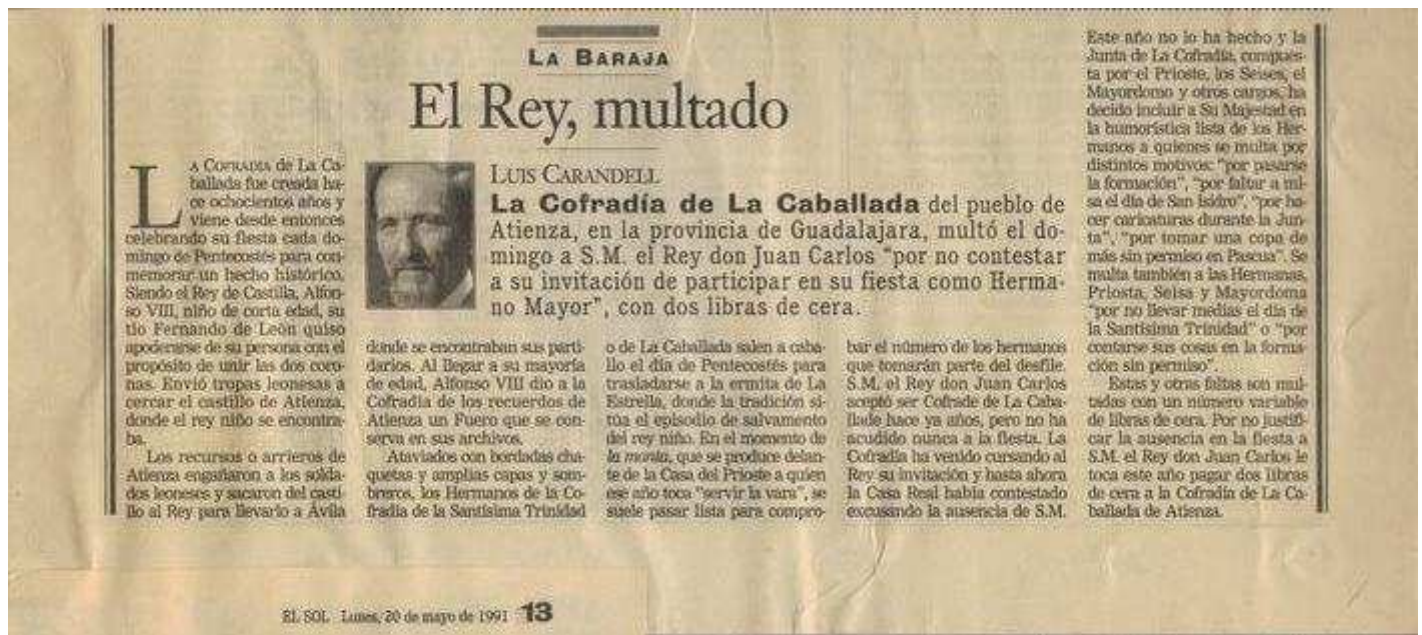 LA BARAJA
El Rey, multado
LUIS CARANDELL
La Cofradía de La Caballada del pueblo de
Atienza, en la provincia de Guadalajara, multó el do-
mingo a S.M. el Rey don Juan Carlos "por no contestar
a su invitación de participar en su fiesta como Herma-
no Mayor", con dos libras de cera.
LA COFRADIA de La Ca-
ballada fue creada ha-
ce ochocientos años y
viene desde entonces
celebrando su fiesta cada do-
mingo de Pentecostés para con-
memorar un hecho histórico.
Siendo el Rey de Castilla, Alfon-
so VIII, niño de corta edad, su
tío Fernando de León quiso
apoderarse de su persona con el
propósito de unir las dos coro-
nas. Envió tropas leonesas a
cercar el castillo de Atienza,
donde el rey niño se encontra-
ba.
Los recursos o arrieros de
Atienza engañaron a los solda-
dos leoneses y sacaron del casti-
llo al Rey para llevarlo a Ávila
donde se encontraban sus parti-
darios. Al llegar a su mayoría
de edad, Alfonso VIII dio a la
Cofradía de los recuerdos de
Atienza un Fuero que se con-
serva en sus archivos.
Ataviados con bordadas cha-
quetas y amplias capas y som-
breros, los Hermanos de la Co-
fradía de la Santísima Trinidad
o de La Caballada salen a caba-
llo el día de Pentecostés para
trasladarse a la ermita de La
Estrella, donde la tradición si-
túa el episodio de salvamento
del rey niño. En el momento de
la monta, que se produce delan-
te de la Casa del Prioste a quien
ese año toca "servir la vara", se
suele pasar lista para compro-
bar el número de los hermanos
que tomarán parte del desfile.
S.M. el Rey don Juan Carlos
aceptó ser Cofrade de La Caba-
llade hace ya años, pero no ha
acudido nunca a la fiesta. La
Cofradía ha venido cursando al
Rey su invitación y hasta ahora
la Casa Real había contestado
excusando la ausencia de S.M.
Este año no lo ha hecho y la
Junta de La Cofradía, compues-
ta por el Prioste, los Seises, el
Mayordomo y otros cargos, ha
decido incluir a Su Majestad en
la humorística lista de los Her-
manos a quienes se multa por
distintos motivos: "por pasarse
la formación", "por faltar a mi-
sa el día de San Isidro", "por ha-
cer caricaturas durante la Jun-
ta", "por tomar una copa de
más sin permiso en Pascua". Se
multa también a las Hermanas,
Priosta, Seisa y Mayordoma
"por no llevar medias el día de
la Santísima Trinidad" o "por
contarse sus cosas en la forma-
ción sin permiso".
Estas y otras faltas son mul-
tadas con un número variable
de libras de cera. Por no justifi-
car la ausencia en la fiesta a
S.M. el Rey don Juan Carlos le
toca este año pagar dos libras
de cera a la Cofradía de La Ca-
ballada de Atienza.
EL SOL Lunes, 20 de mayo de 1991 13